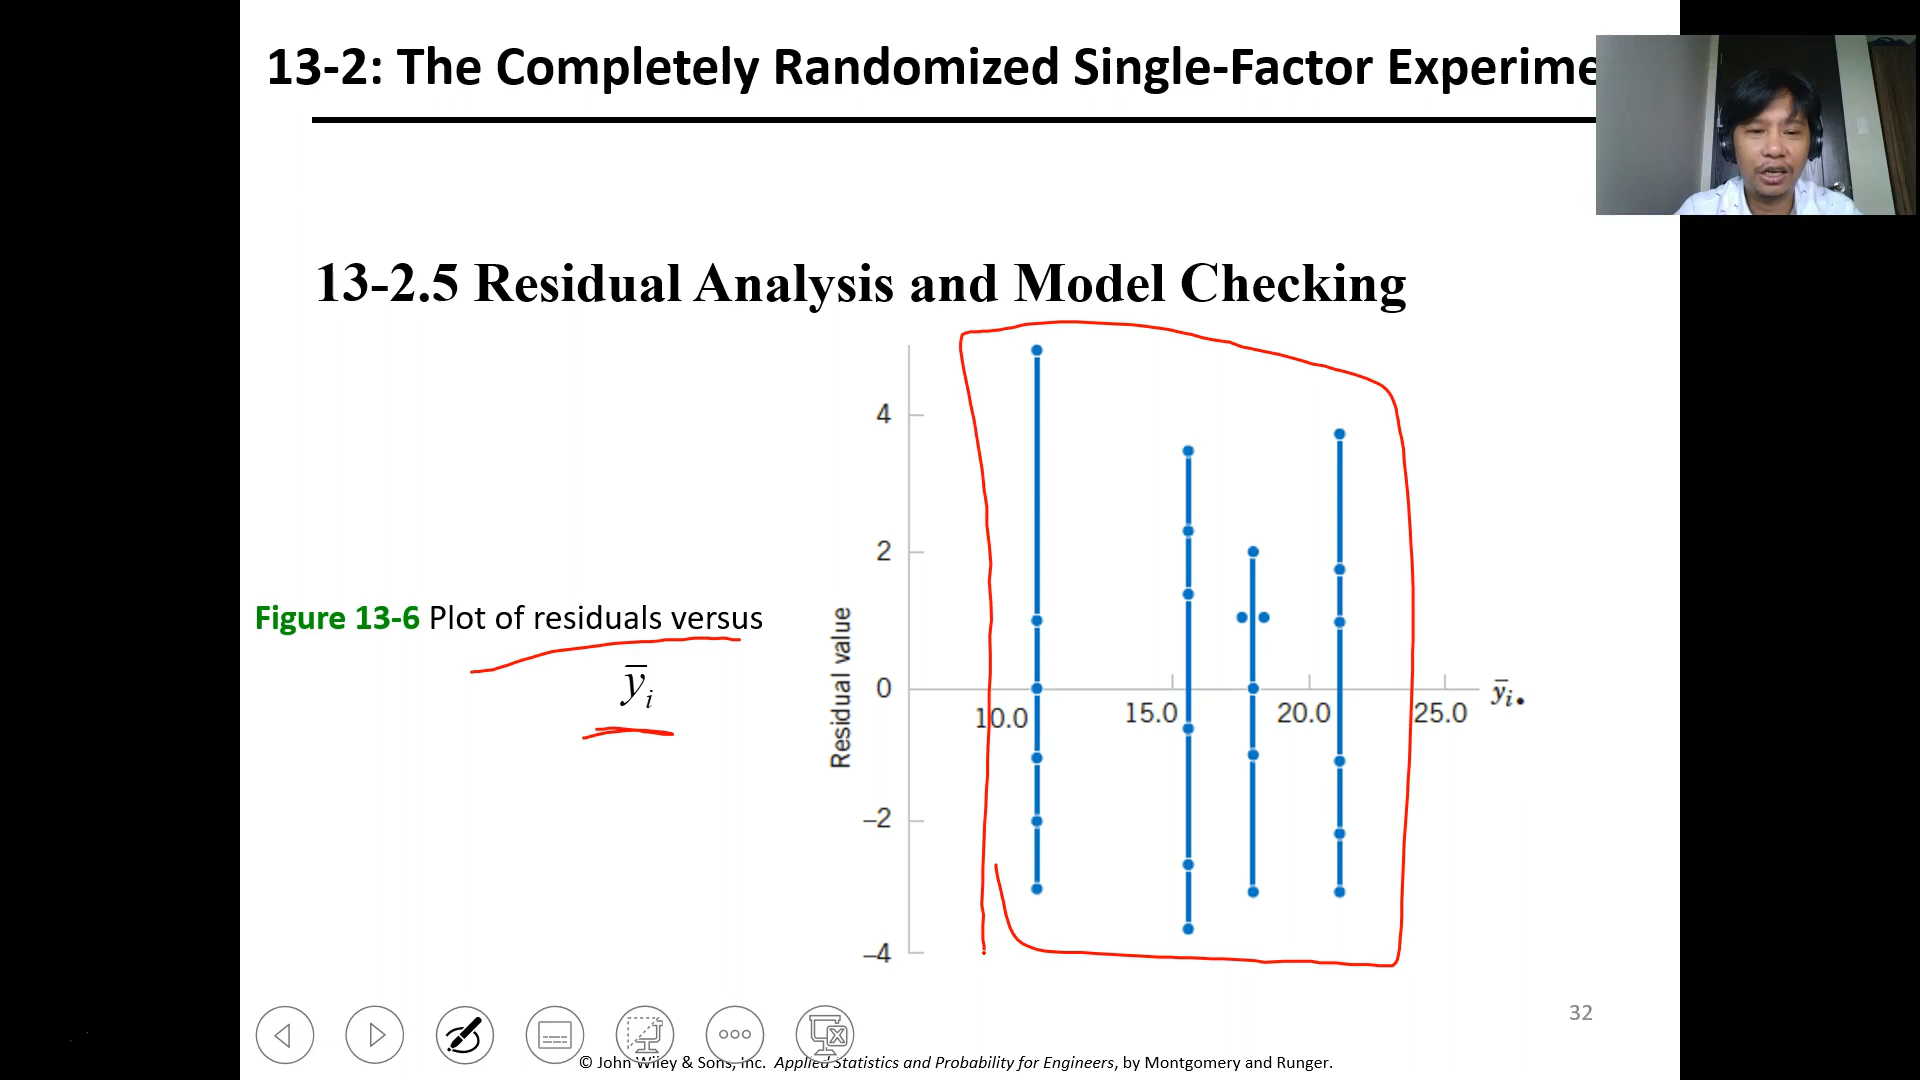 13-2: The Completely Randomized Single-Factor Experime
13-2.5 Residual Analysis and Model Checking
Figure 13-6 Plot of residuals versus
y̅i
Residual value
4
2
0
–2
–4
10.0
15.0
20.0
25.0
y̅i•
32
© John Wiley & Sons, Inc. Applied Statistics and Probability for Engineers, by Montgomery and Runger.